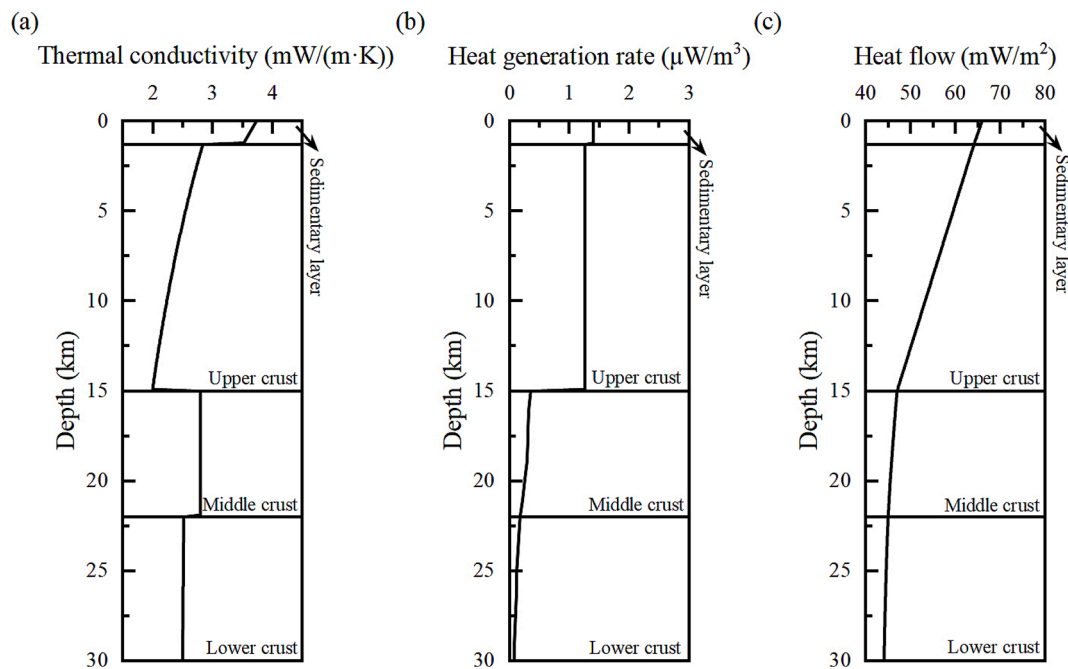 (a)
Thermal conductivity (mW/(m·K))
2 3 4
0
5
10
15
20
25
30
Depth (km)
Sedimentary layer
Upper crust
Middle crust
Lower crust
(b)
Heat generation rate (μW/m³)
0 1 2 3
0
5
10
15
20
25
30
Depth (km)
Sedimentary layer
Upper crust
Middle crust
Lower crust
(c)
Heat flow (mW/m²)
40 50 60 70 80
0
5
10
15
20
25
30
Depth (km)
Sedimentary layer
Upper crust
Middle crust
Lower crust